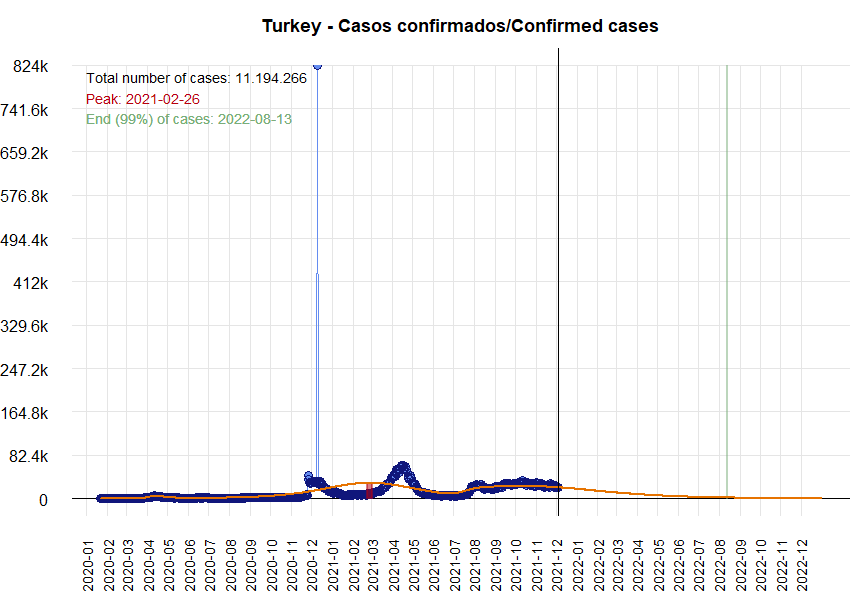 Turkey - Casos confirmados/Confirmed cases
824k
741.6k
659.2k
576.8k
494.4k
412k
329.6k
247.2k
164.8k
82.4k
0
Total number of cases: 11.194.266
Peak: 2021-02-26
End (99%) of cases: 2022-08-13
2020-01
2020-02
2020-03
2020-04
2020-05
2020-06
2020-07
2020-08
2020-09
2020-10
2020-11
2020-12
2021-01
2021-02
2021-03
2021-04
2021-05
2021-06
2021-07
2021-08
2021-09
2021-10
2021-11
2021-12
2022-01
2022-02
2022-03
2022-04
2022-05
2022-06
2022-07
2022-08
2022-09
2022-10
2022-11
2022-12